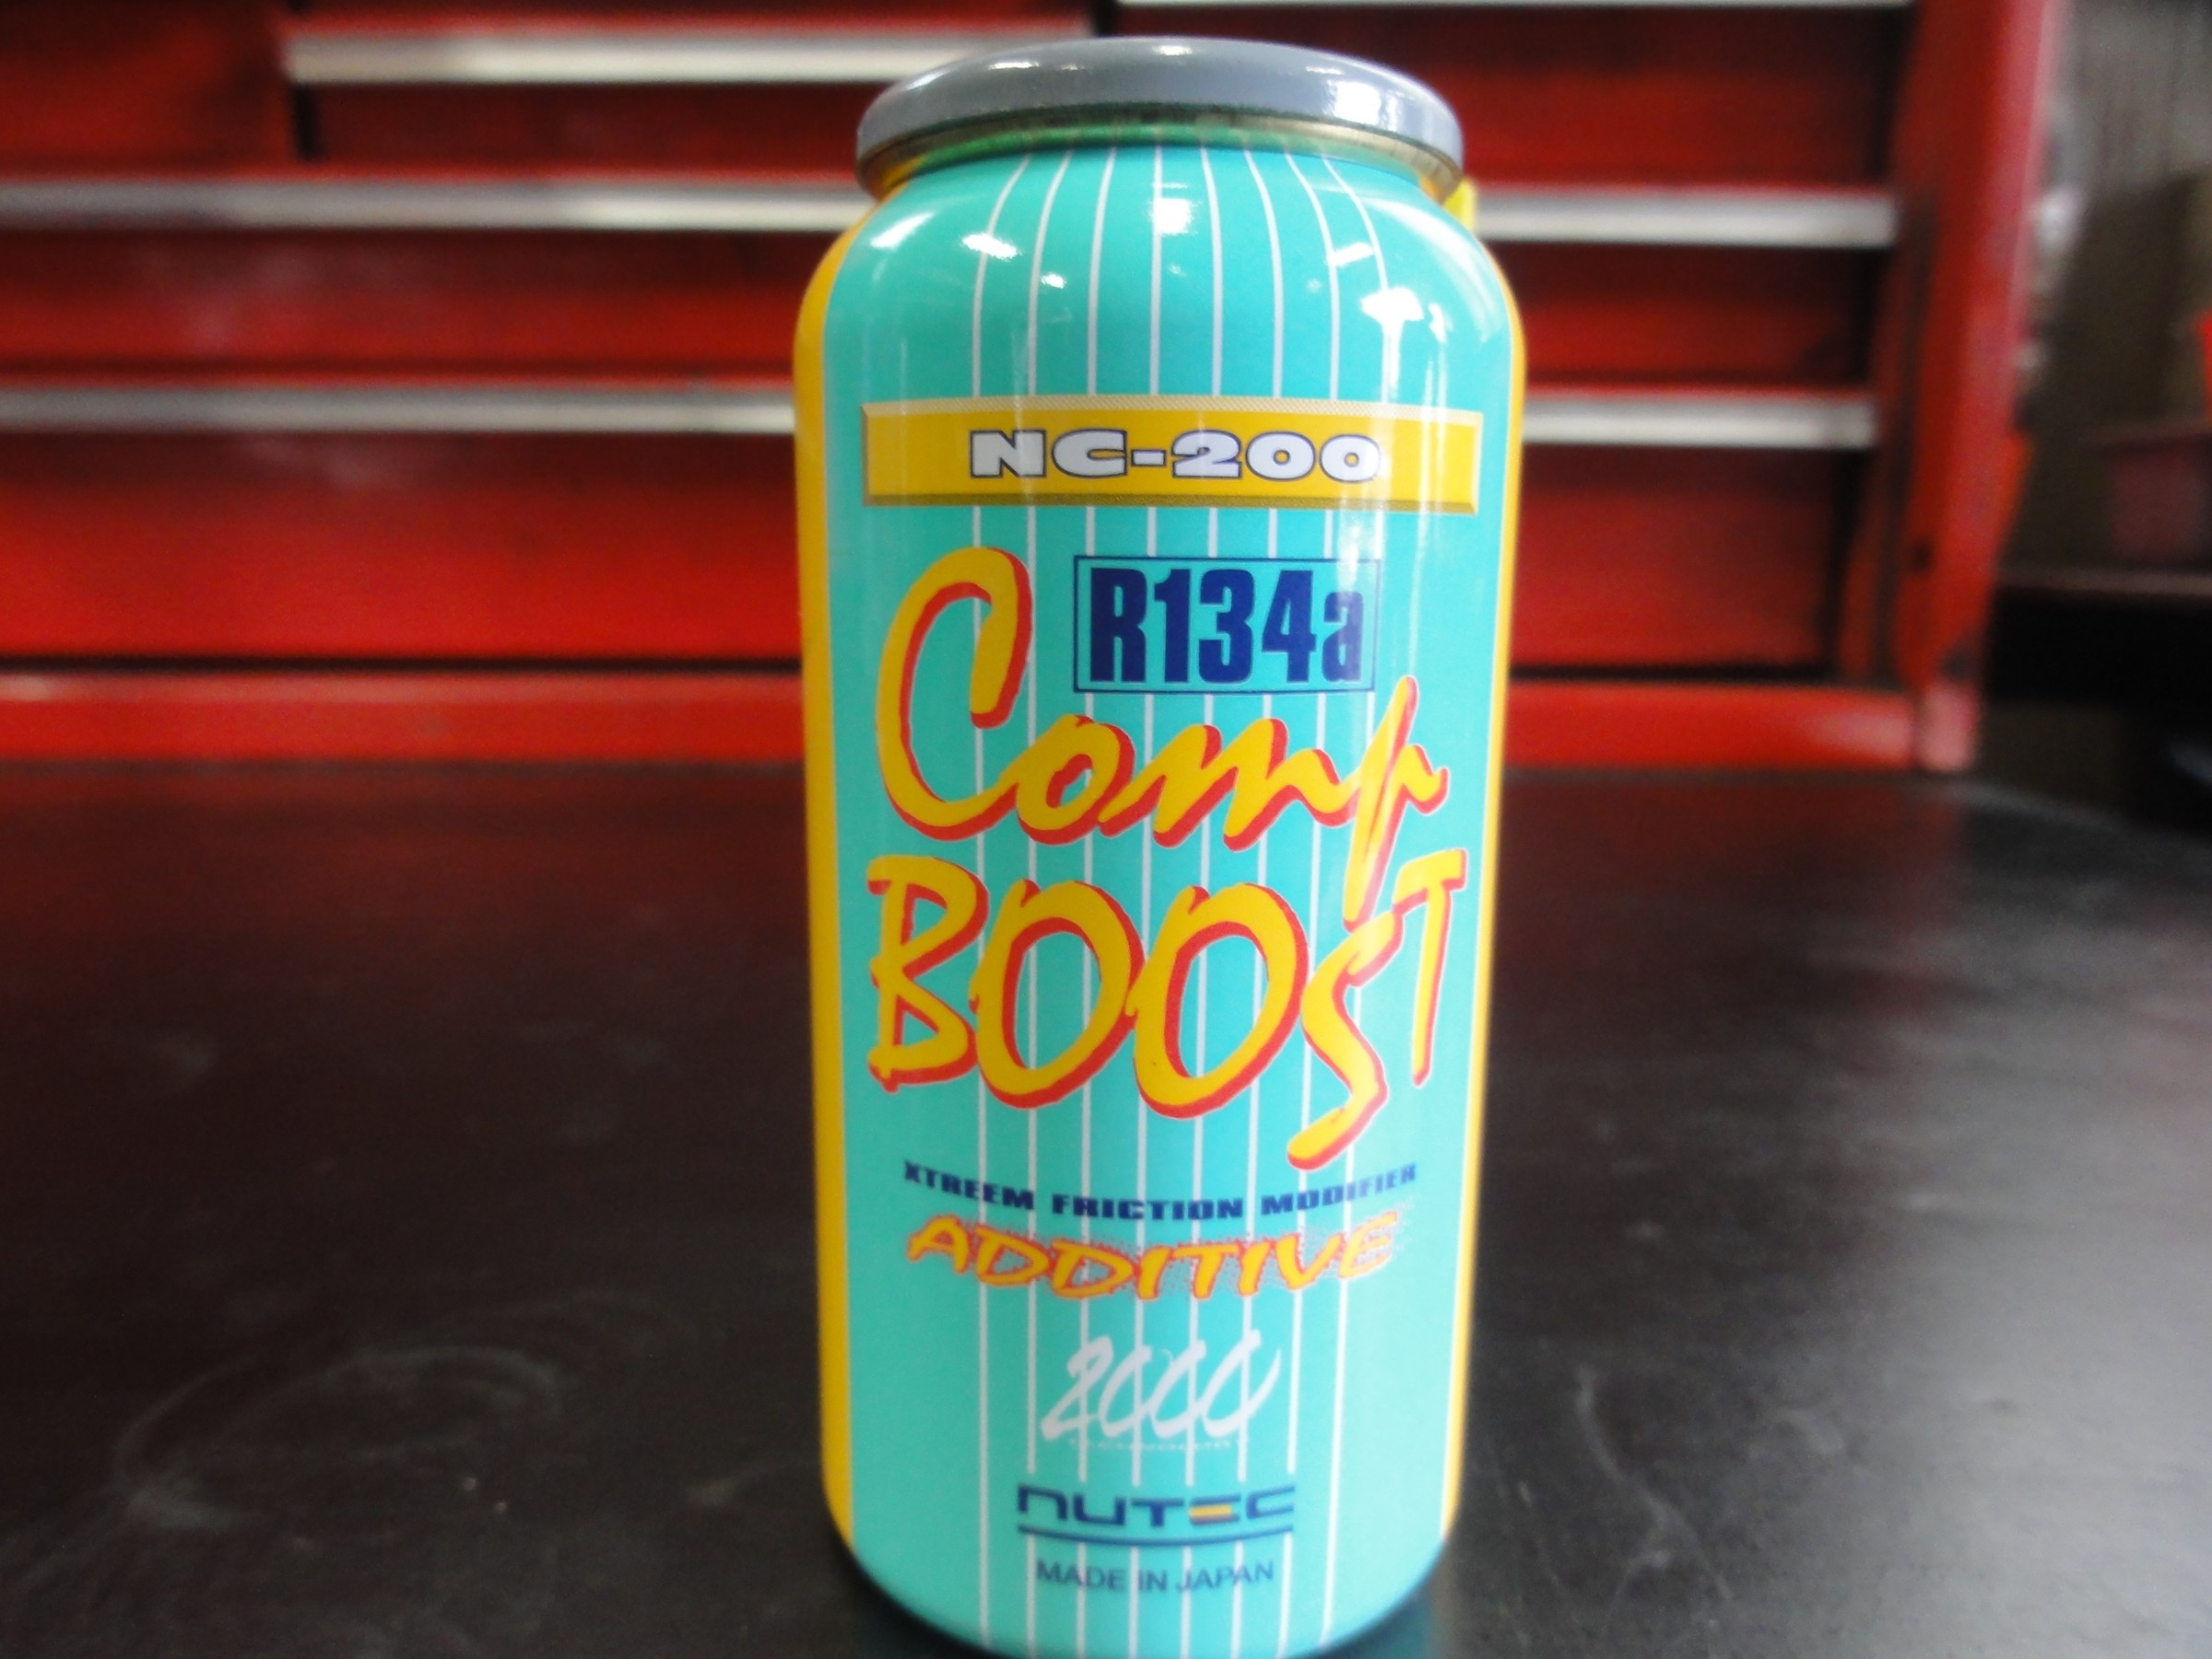 NC-200
R134a
Comp
BOOST
XTREEM FRICTION MODIFIER
ADDITIVE
2000
NUTEC
MADE IN JAPAN